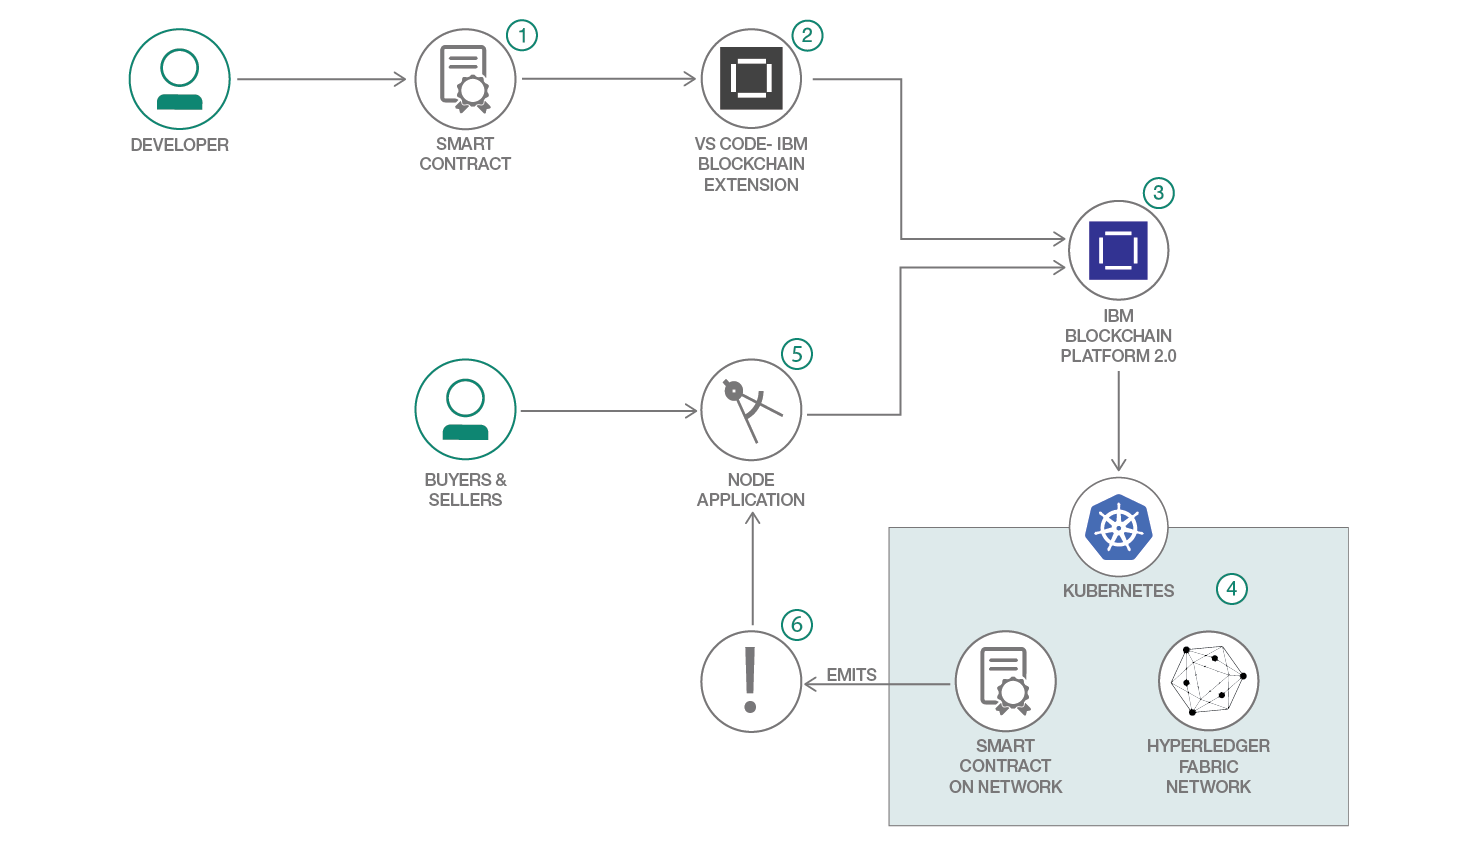 1
2
DEVELOPER
SMART
CONTRACT
VS CODE- IBM
BLOCKCHAIN
EXTENSION
3
IBM
BLOCKCHAIN
PLATFORM 2.0
5
BUYERS &
SELLERS
NODE
APPLICATION
KUBERNETES
4
6
EMITS
SMART
CONTRACT
ON NETWORK
HYPERLEDGER
FABRIC
NETWORK